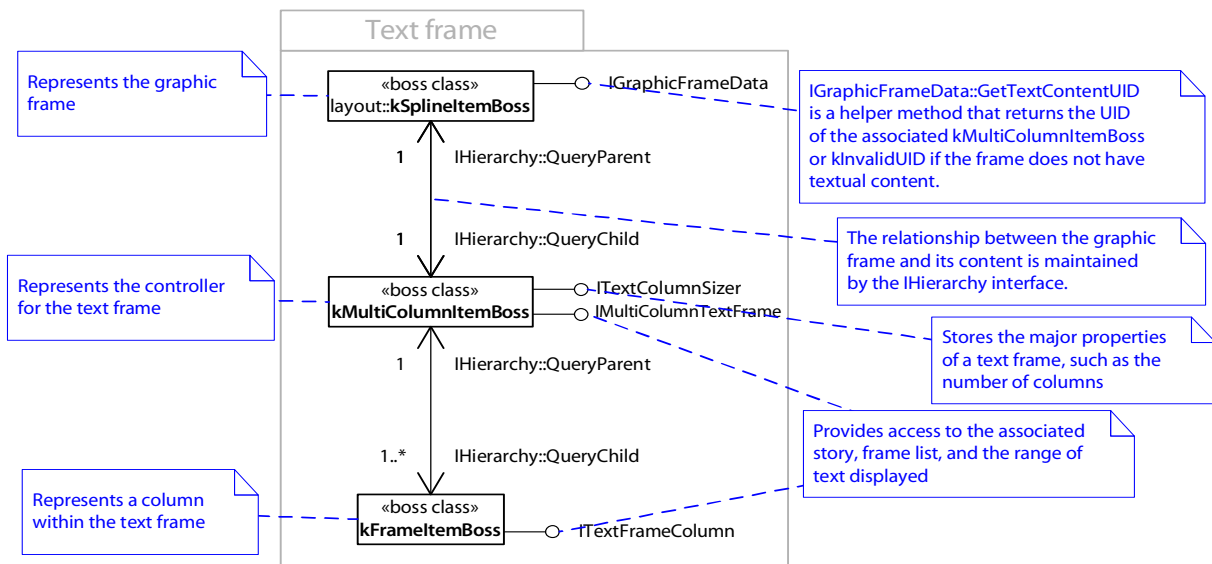 Text frame
Represents the graphic
frame
«boss class»
layout::kSplineItemBoss
IGraphicFrameData
IGraphicFrameData::GetTextContentUID
is a helper method that returns the UID
of the associated kMultiColumnItemBoss
or kInvalidUID if the frame does not have
textual content.
1
IHierarchy::QueryParent
1
IHierarchy::QueryChild
The relationship between the graphic
frame and its content is maintained
by the IHierarchy interface.
Represents the controller
for the text frame
«boss class»
kMultiColumnItemBoss
ITextColumnSizer
IMultiColumnTextFrame
Stores the major properties
of a text frame, such as the
number of columns
1
IHierarchy::QueryParent
1..*
IHierarchy::QueryChild
Provides access to the associated
story, frame list, and the range of
text displayed
Represents a column
within the text frame
«boss class»
kFrameItemBoss
ITextFrameColumn